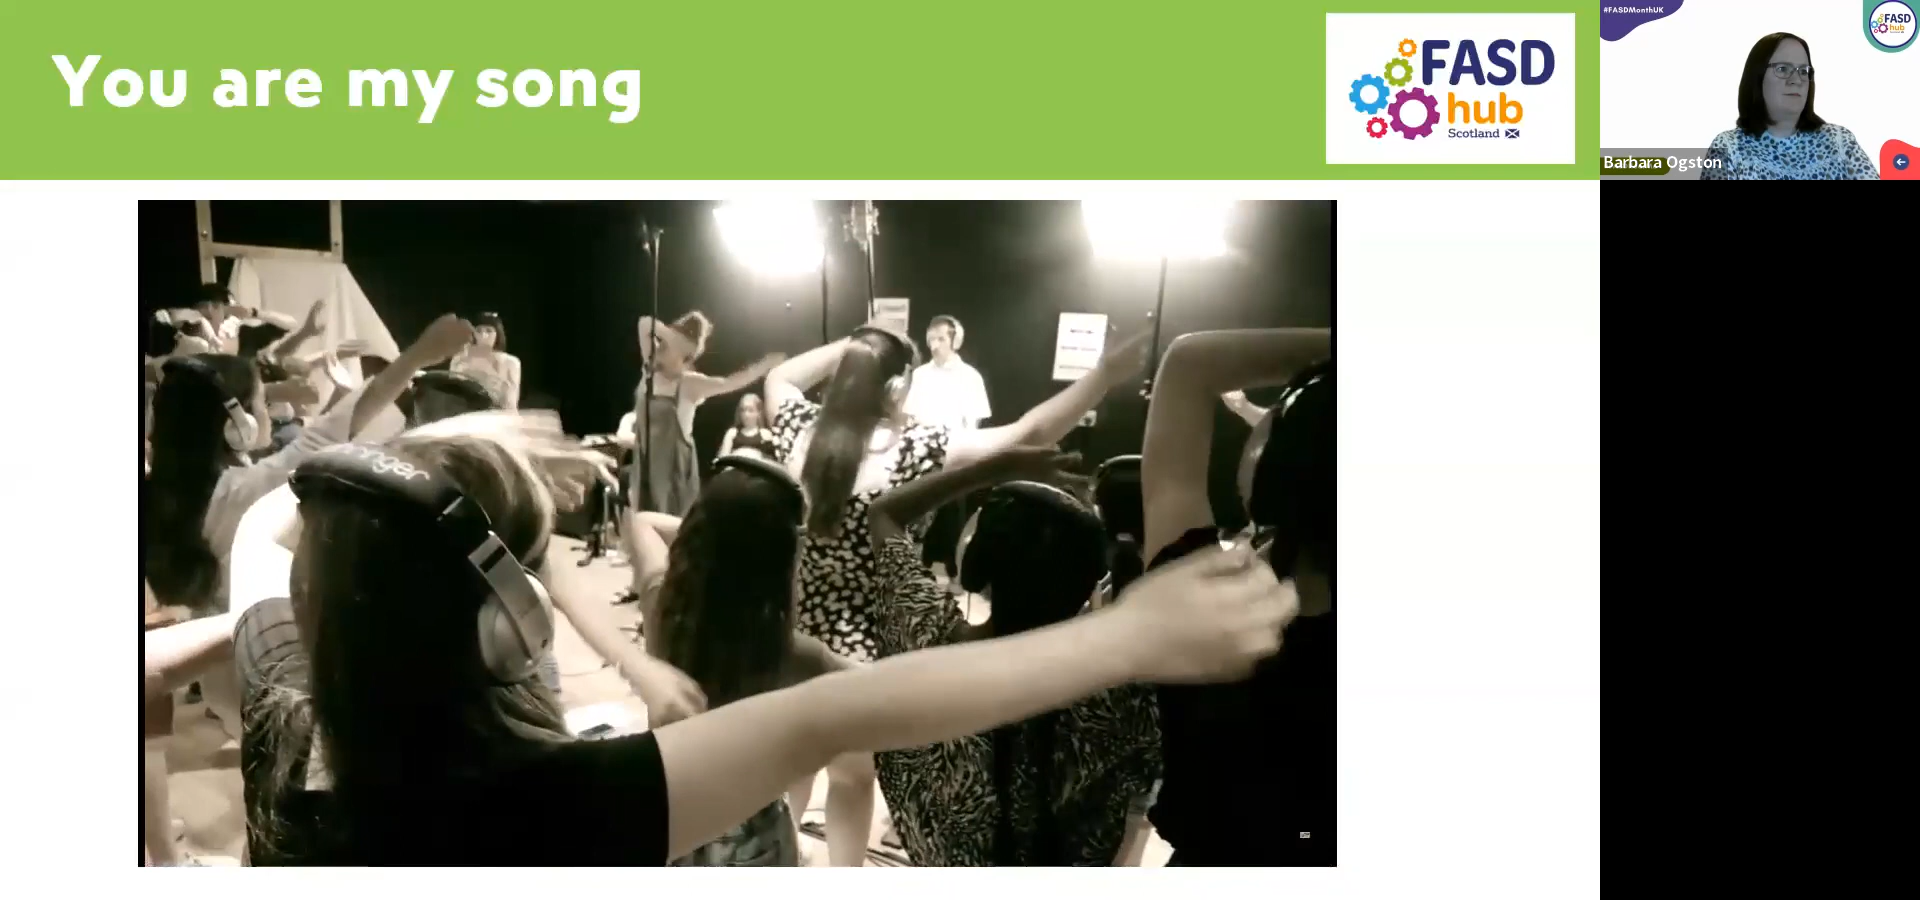 You are my song
FASD
hub
Scotland
#FASDMonthUK
FASD
hub
Barbara Ogston